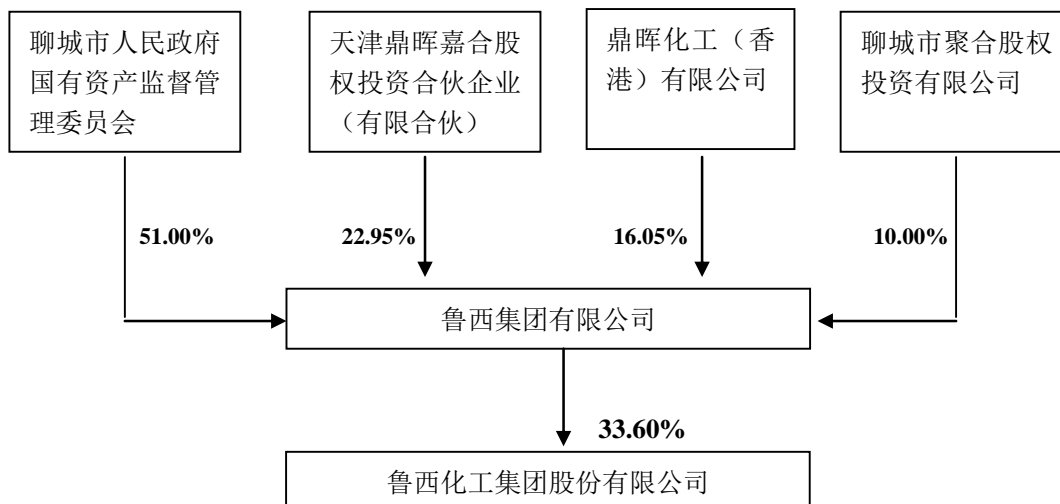 聊城市人民政府
国有资产监督管
理委员会
天津鼎晖嘉合股
权投资合伙企业
（有限合伙）
鼎晖化工（香
港）有限公司
聊城市聚合股权
投资有限公司
51.00%
22.95%
16.05%
10.00%
鲁西集团有限公司
33.60%
鲁西化工集团股份有限公司